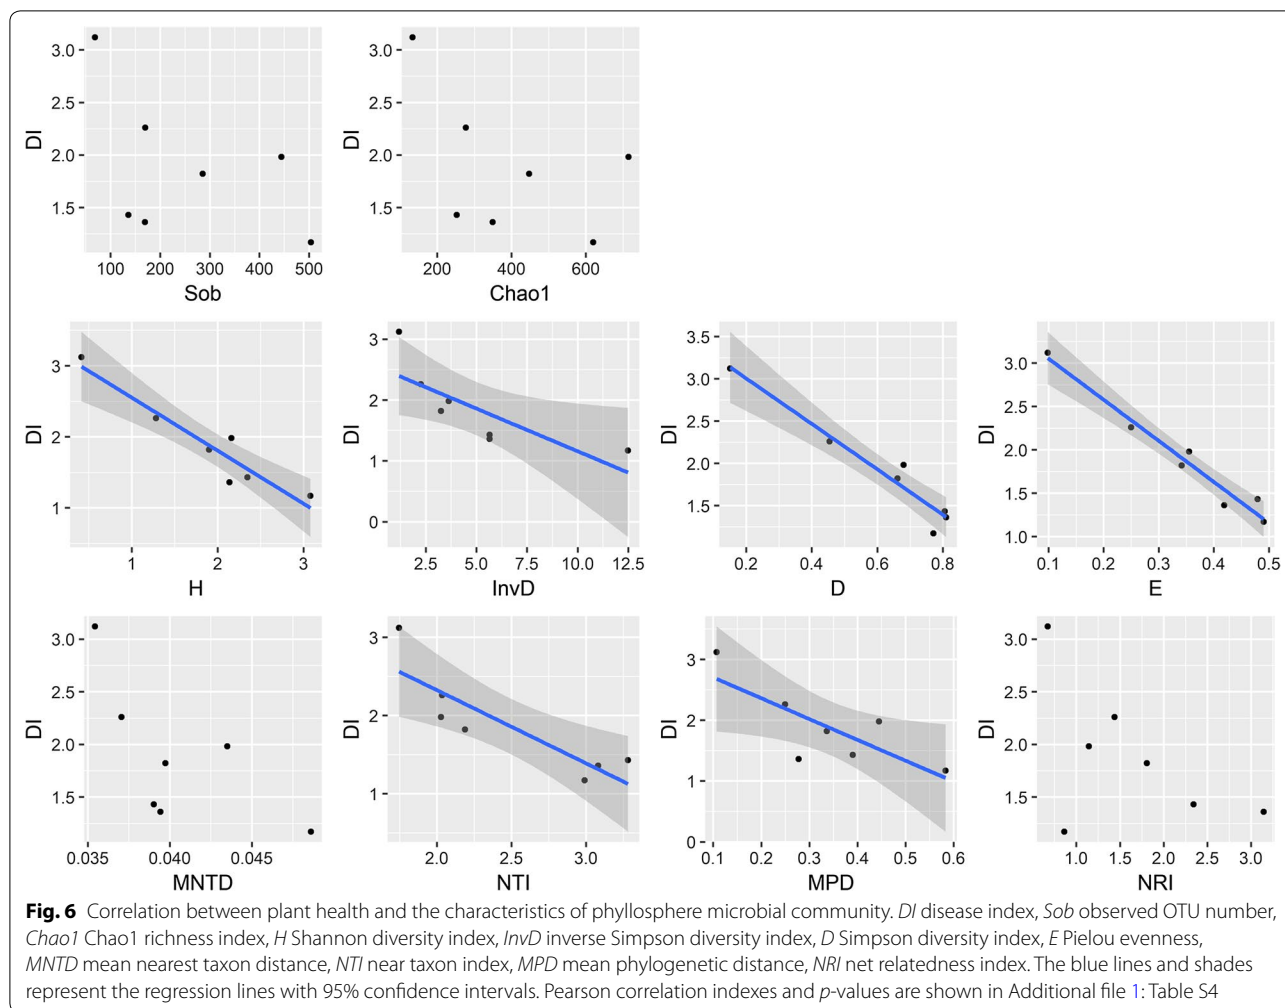 3.0
2.5
2.0
1.5
DI
100 200 300 400 500
Sob
3.0
2.5
2.0
1.5
DI
200 400 600
Chao1
3
2
1
DI
1 2 3
H
3
2
1
0
DI
2.5 5.0 7.5 10.0 12.5
InvD
3.5
3.0
2.5
2.0
1.5
DI
0.2 0.4 0.6 0.8
D
3.0
2.5
2.0
1.5
1.0
DI
0.1 0.2 0.3 0.4 0.5
E
3.0
2.5
2.0
1.5
DI
0.035 0.040 0.045
MNTD
3
2
1
DI
2.0 2.5 3.0
NTI
3
2
1
0
DI
0.1 0.2 0.3 0.4 0.5 0.6
MPD
3.0
2.5
2.0
1.5
DI
1.0 1.5 2.0 2.5 3.0
NRI
Fig. 6 Correlation between plant health and the characteristics of phyllosphere microbial community. DI disease index, Sob observed OTU number,
Chao1 Chao1 richness index, H Shannon diversity index, InvD inverse Simpson diversity index, D Simpson diversity index, E Pielou evenness,
MNTD mean nearest taxon distance, NTI near taxon index, MPD mean phylogenetic distance, NRI net relatedness index. The blue lines and shades
represent the regression lines with 95% confidence intervals. Pearson correlation indexes and p-values are shown in Additional file 1: Table S4